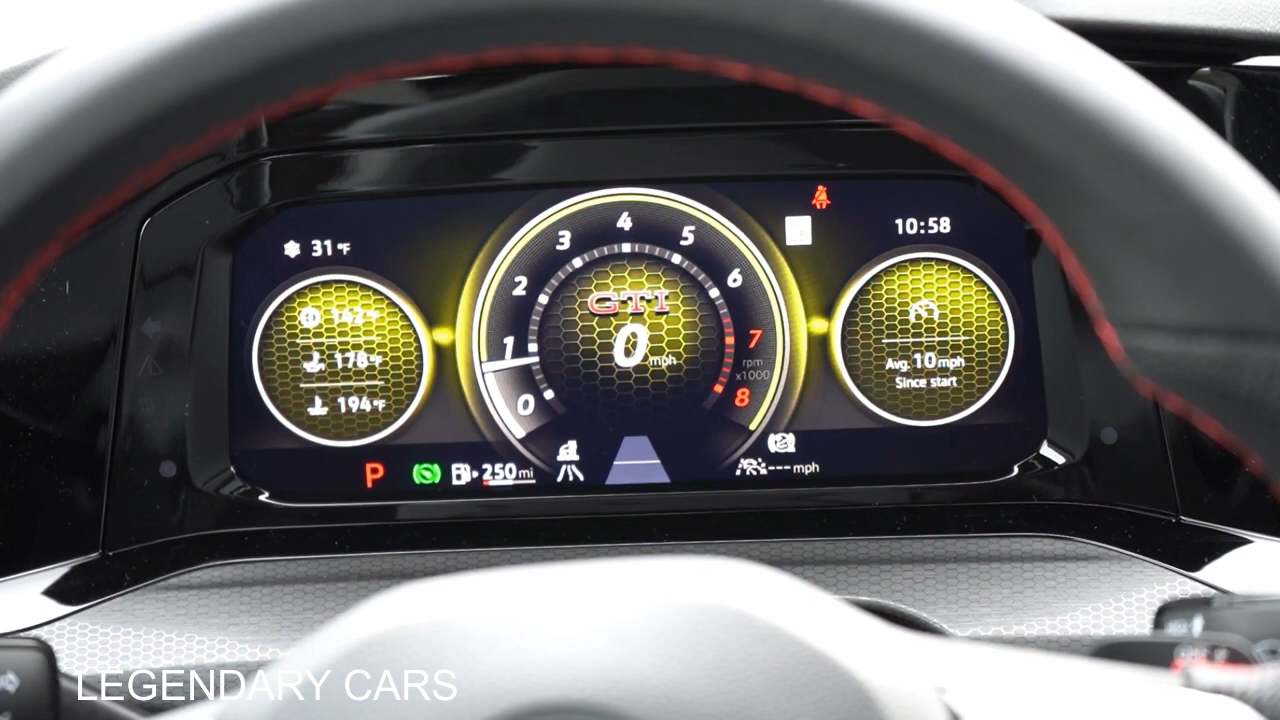 31°F
10:58
0 1 2 3 4 5 6 7 8
rpm
x1000
GTI
0 mph
142°F
178°F
194°F
Avg. 10 mph
Since start
P
250 mi
--- mph
LEGENDARY CARS